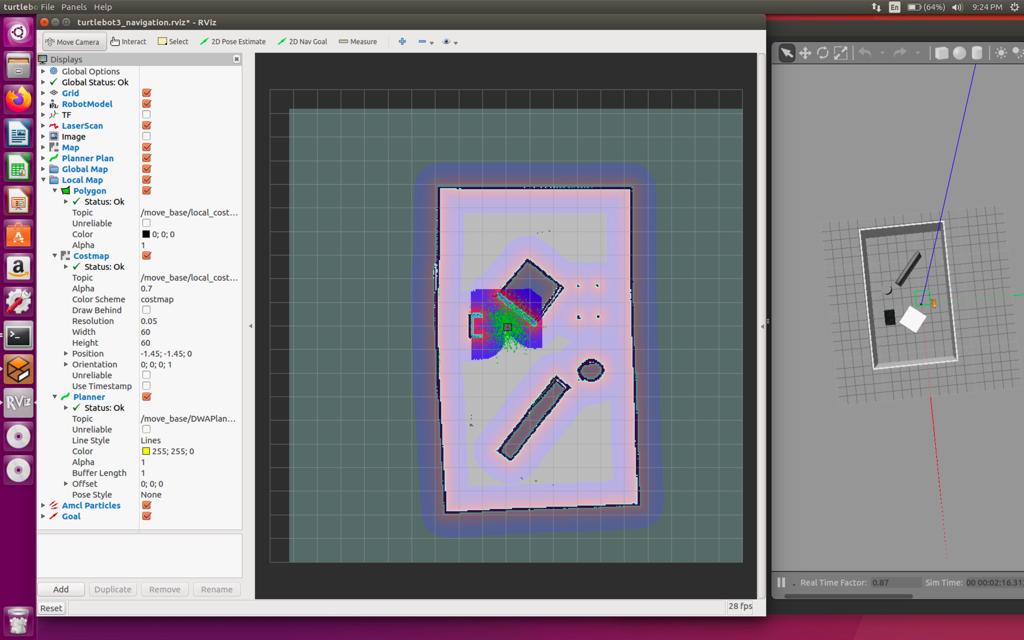 turtlebo File Panels Help En (64%) 9:24 PM
turtlebot3_navigation.rviz* - RViz
Move Camera Interact Select 2D Pose Estimate 2D Nav Goal Measure
Displays
Global Options
Global Status: Ok
Grid
RobotModel
TF
LaserScan
Image
Map
Planner Plan
Global Map
Local Map
Polygon
Status: Ok
Topic /move_base/local_cost...
Unreliable
Color 0; 0; 0
Alpha 1
Costmap
Status: Ok
Topic /move_base/local_cost...
Alpha 0.7
Color Scheme costmap
Draw Behind
Resolution 0.05
Width 60
Height 60
Position -1.45; -1.45; 0
Orientation 0; 0; 0; 1
Unreliable
Use Timestamp
Planner
Status: Ok
Topic /move_base/DWAPlan...
Unreliable
Line Style Lines
Color 255; 255; 0
Alpha 1
Buffer Length 1
Offset 0; 0; 0
Pose Style None
Amcl Particles
Goal
Add Duplicate Remove Rename
Reset 28 fps
Real Time Factor: 0.87 Sim Time: 00 00:02:16.31
RViz